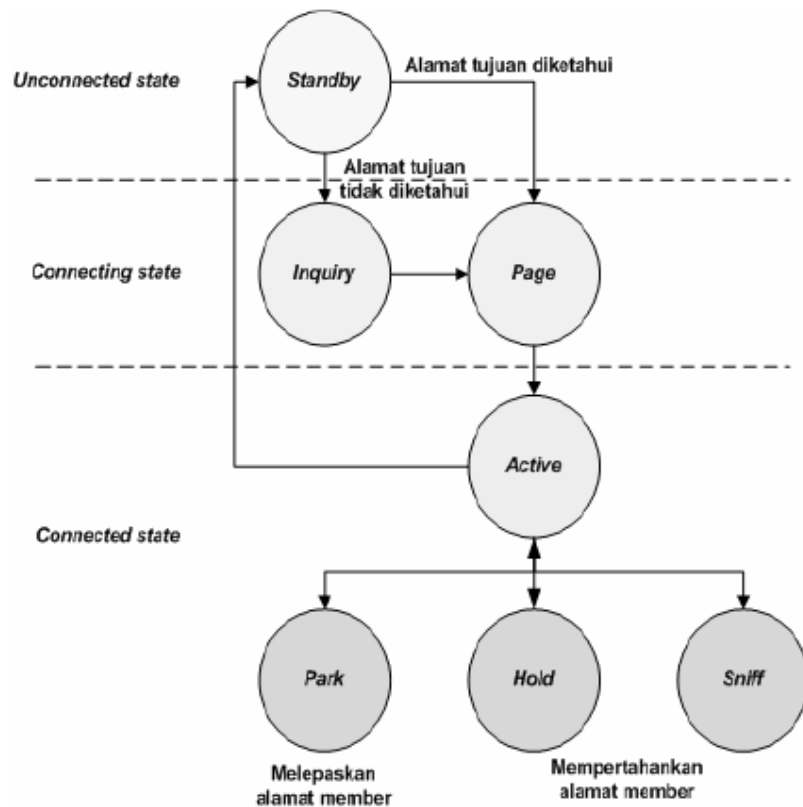 Unconnected state
Standby
Alamat tujuan diketahui
Alamat tujuan
tidak diketahui
Connecting state
Inquiry
Page
Active
Connected state
Park
Hold
Sniff
Melepaskan
alamat member
Mempertahankan
alamat member